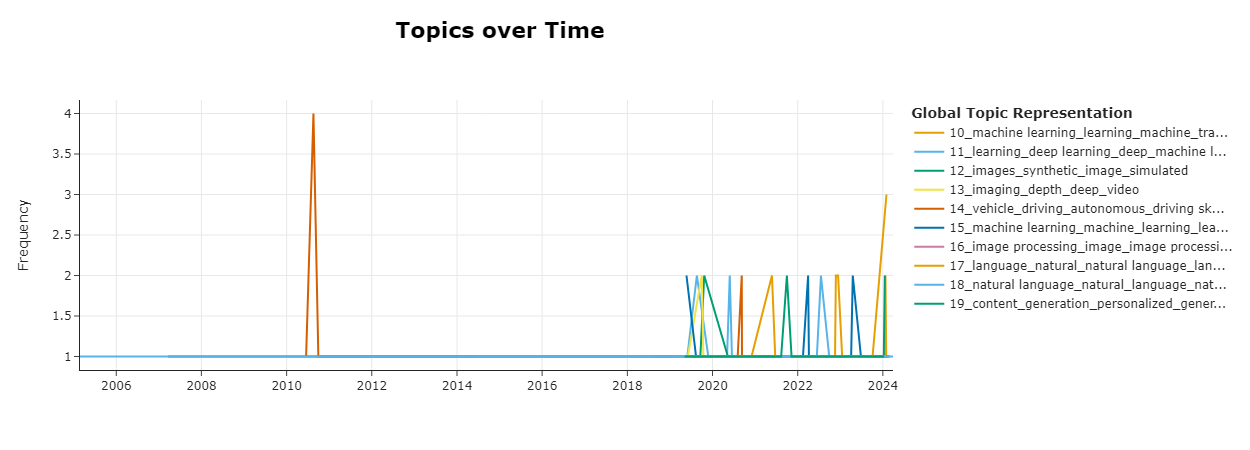 Topics over Time
Frequency
4
3.5
3
2.5
2
1.5
1
2006 2008 2010 2012 2014 2016 2018 2020 2022 2024
Global Topic Representation
10_machine learning_learning_machine_tra...
11_learning_deep learning_deep_machine l...
12_images_synthetic_image_simulated
13_imaging_depth_deep_video
14_vehicle_driving_autonomous_driving sk...
15_machine learning_machine_learning_lea...
16_image processing_image_image processi...
17_language_natural_natural language_lan...
18_natural language_natural_language_nat...
19_content_generation_personalized_gener...